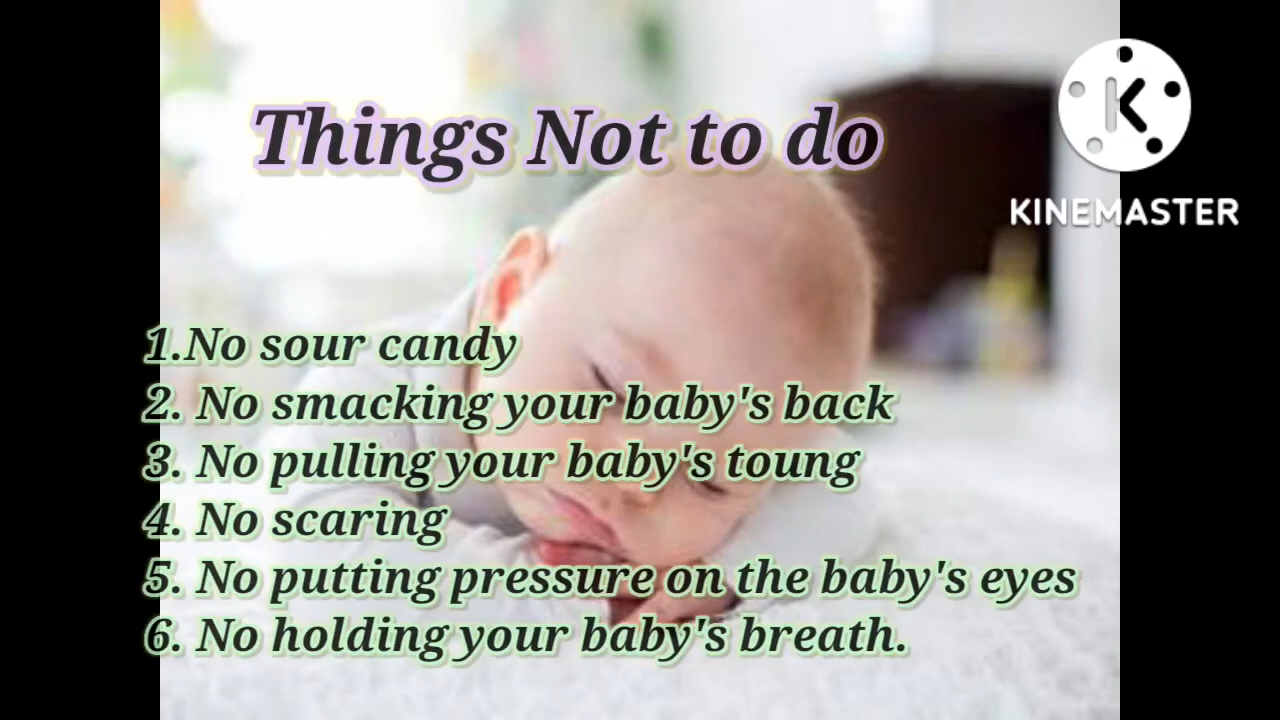 Things Not to do
K
KINEMASTER
1.No sour candy
2. No smacking your baby's back
3. No pulling your baby's toung
4. No scaring
5. No putting pressure on the baby's eyes
6. No holding your baby's breath.